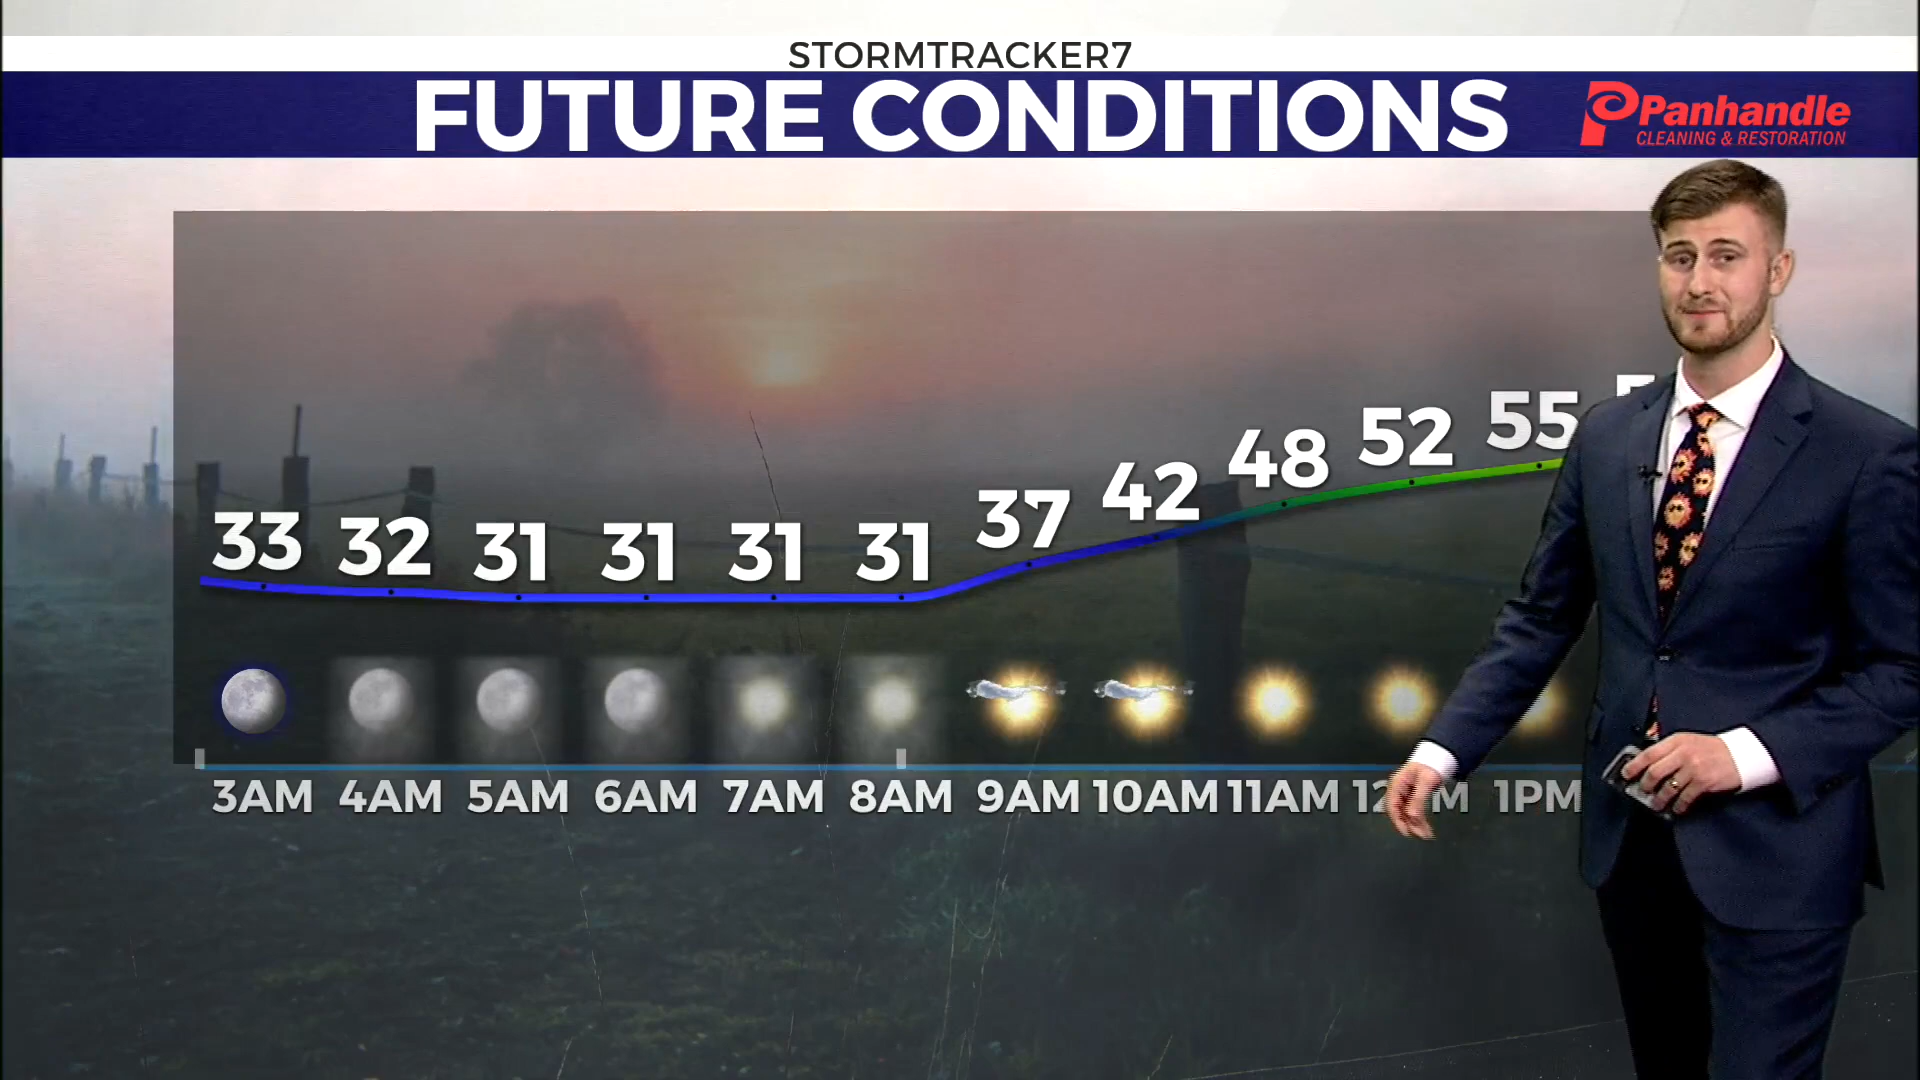 STORMTRACKER7
FUTURE CONDITIONS
Panhandle
CLEANING & RESTORATION
33 32 31 31 31 31 37 42 48 52 55
3AM 4AM 5AM 6AM 7AM 8AM 9AM 10AM 11AM 1PM